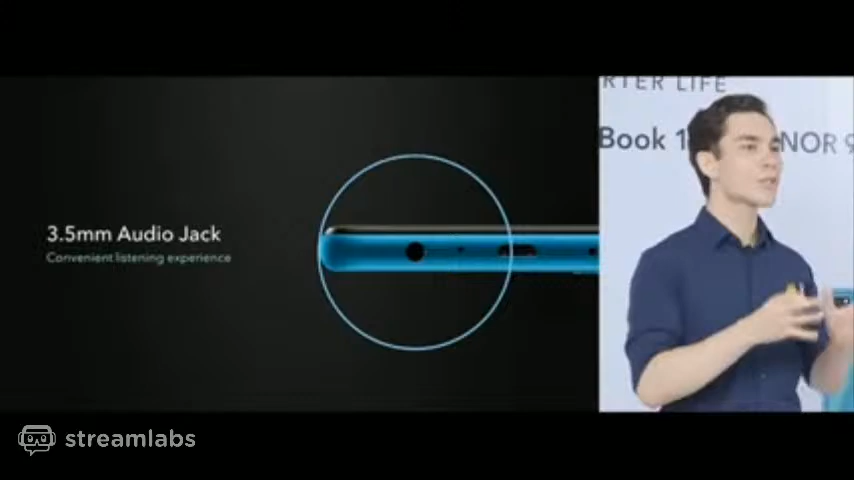 3.5mm Audio Jack
Convenient listening experience
RTER LIFE
Book 1
NOR 9
streamlabs